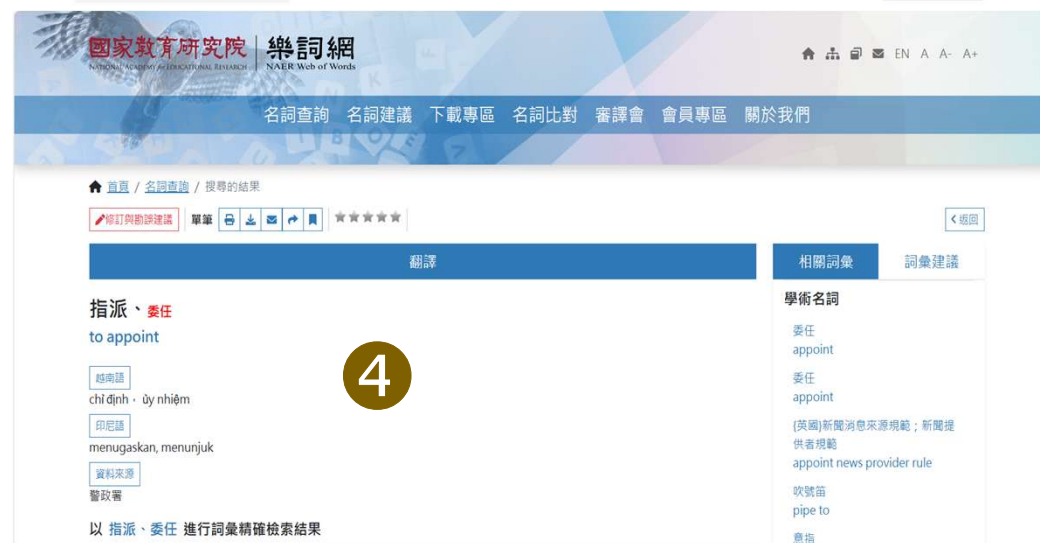 國家教育研究院 樂詞網
NATIONAL ACADEMY for EDUCATIONAL RESEARCH NAER Web of Words
EN A A- A+
名詞查詢 名詞建議 下載專區 名詞比對 審譯會 會員專區 關於我們
首頁 / 名詞查詢 / 搜尋的結果
修訂與勘誤建議 單筆
返回
翻譯
指派、委任
to appoint
越南語
chỉ định， ủy nhiệm
印尼語
menugaskan, menunjuk
資料來源
警政署
以 指派、委任 進行詞彙精確檢索結果
4
相關詞彙 詞彙建議
學術名詞
委任
appoint
委任
appoint
(英國)新聞消息來源規範；新聞提
供者規範
appoint news provider rule
吹號笛
pipe to
意指